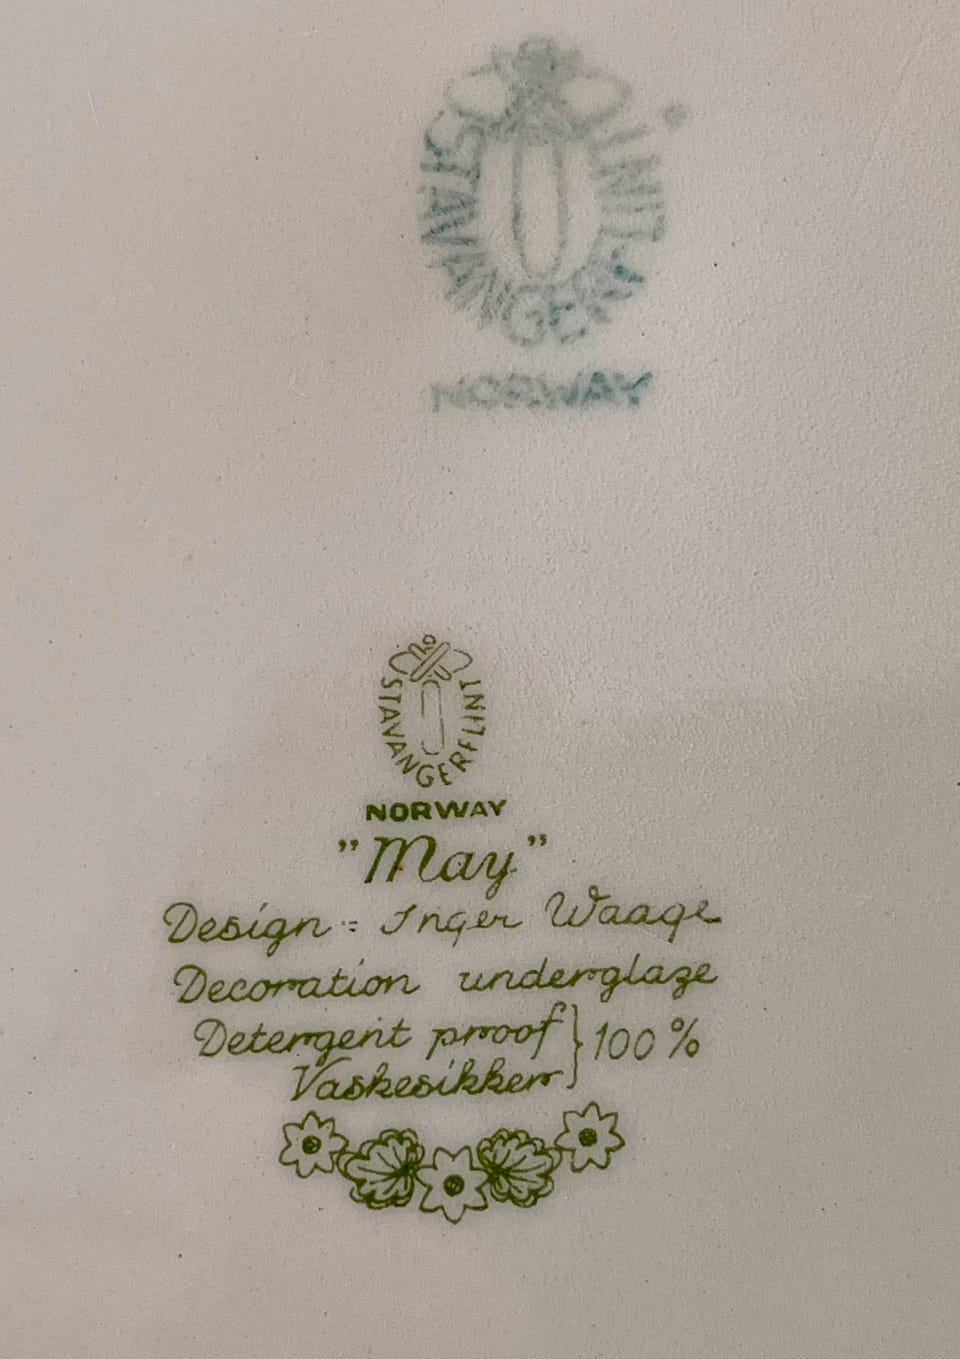 STAVANGERFLINT
NORWAY
STAVANGERFLINT
NORWAY
"May"
Design: Inger Waage
Decoration underglaze
Detergent proof } 100%
Vaskesikker